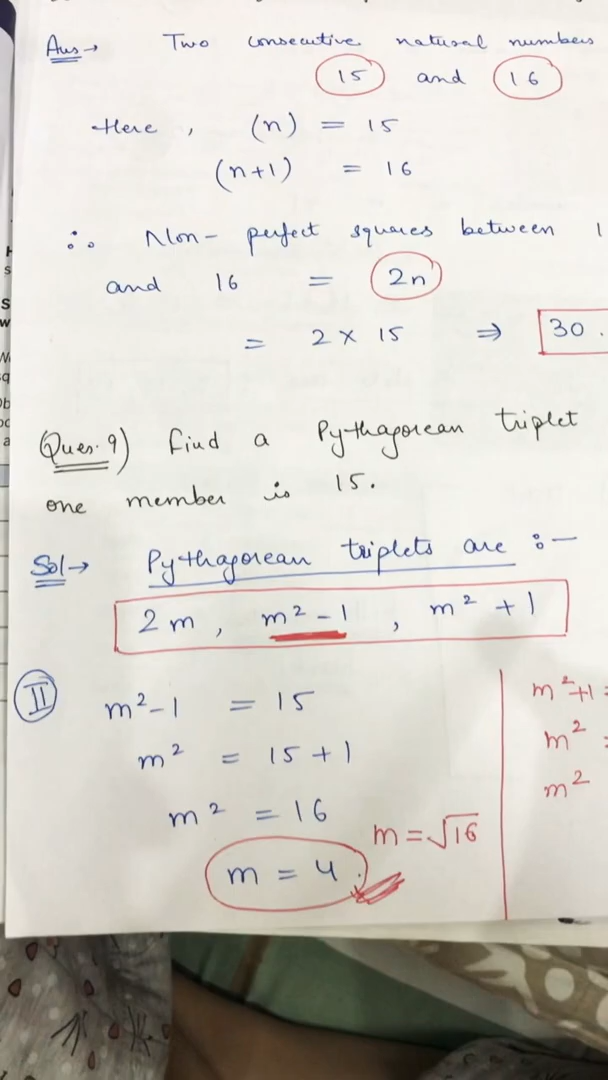 Ans → Two consecutive natural numbers
15 and 16
Here , (n) = 15
(n+1) = 16
∴ Non- perfect squares between 1
and 16 = 2n
= 2 × 15 ⇒ 30 .
Ques. 9) Find a Pythagorean triplet
one member is 15.
Sol → Pythagorean triplets are :-
2m , m² - 1 , m² + 1
II
m² - 1 = 15
m² = 15 + 1
m² = 16
m = √16
m = 4 .
m²+1 =
m² =
m²